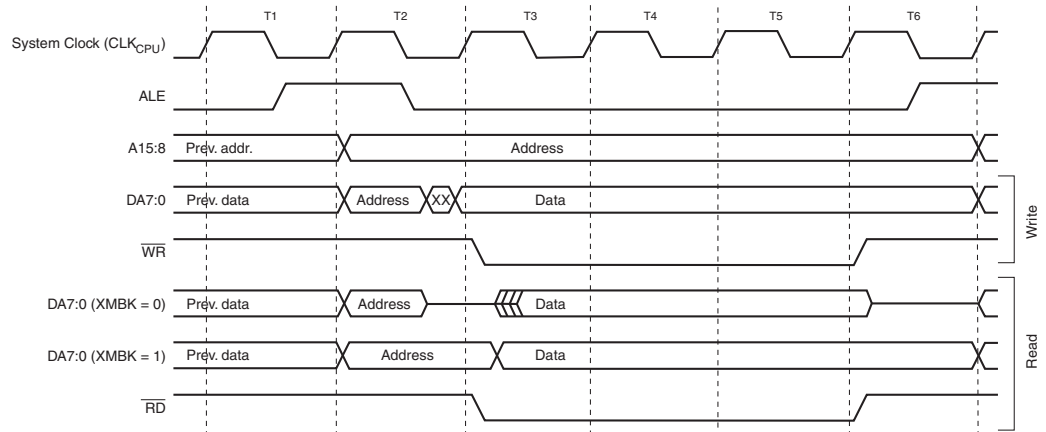 T1 T2 T3 T4 T5 T6
System Clock (CLKCPU)
ALE
A15:8 Prev. addr. Address
DA7:0 Prev. data Address XX Data
WR
Write
DA7:0 (XMBK = 0) Prev. data Address Data
DA7:0 (XMBK = 1) Prev. data Address Data
RD
Read